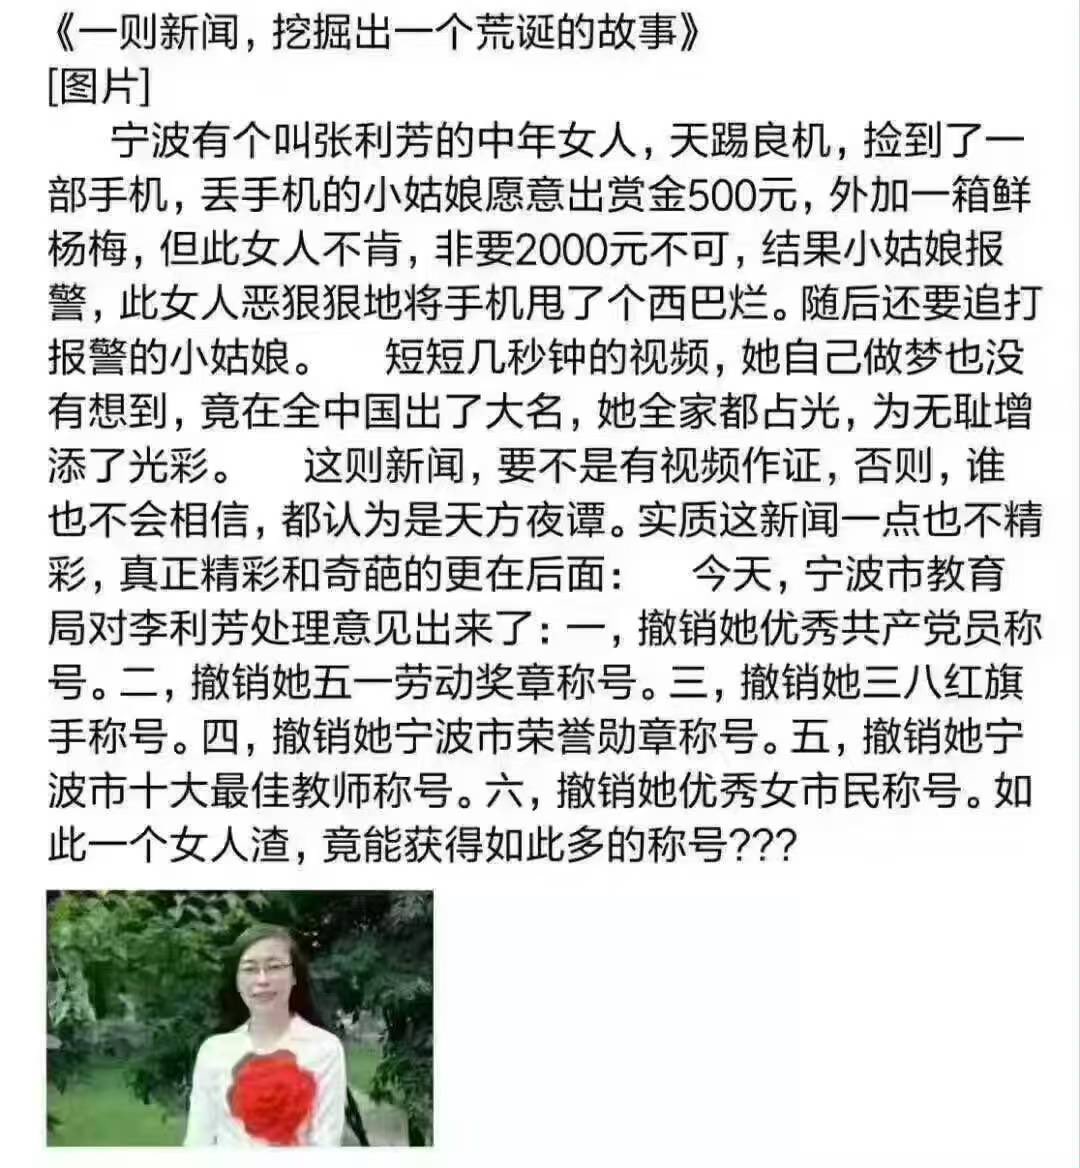 《一则新闻，挖掘出一个荒诞的故事》
[图片]
宁波有个叫张利芳的中年女人，天踢良机，捡到了一
部手机，丢手机的小姑娘愿意出赏金500元，外加一箱鲜
杨梅，但此女人不肯，非要2000元不可，结果小姑娘报
警，此女人恶狠狠地将手机甩了个西巴烂。随后还要追打
报警的小姑娘。 短短几秒钟的视频，她自己做梦也没
有想到，竟在全中国出了大名，她全家都占光，为无耻增
添了光彩。 这则新闻，要不是有视频作证，否则，谁
也不会相信，都认为是天方夜谭。实质这新闻一点也不精
彩，真正精彩和奇葩的更在后面： 今天，宁波市教育
局对李利芳处理意见出来了：一，撤销她优秀共产党员称
号。二，撤销她五一劳动奖章称号。三，撤销她三八红旗
手称号。四，撤销她宁波市荣誉勋章称号。五，撤销她宁
波市十大最佳教师称号。六，撤销她优秀女市民称号。如
此一个女人渣，竟能获得如此多的称号???